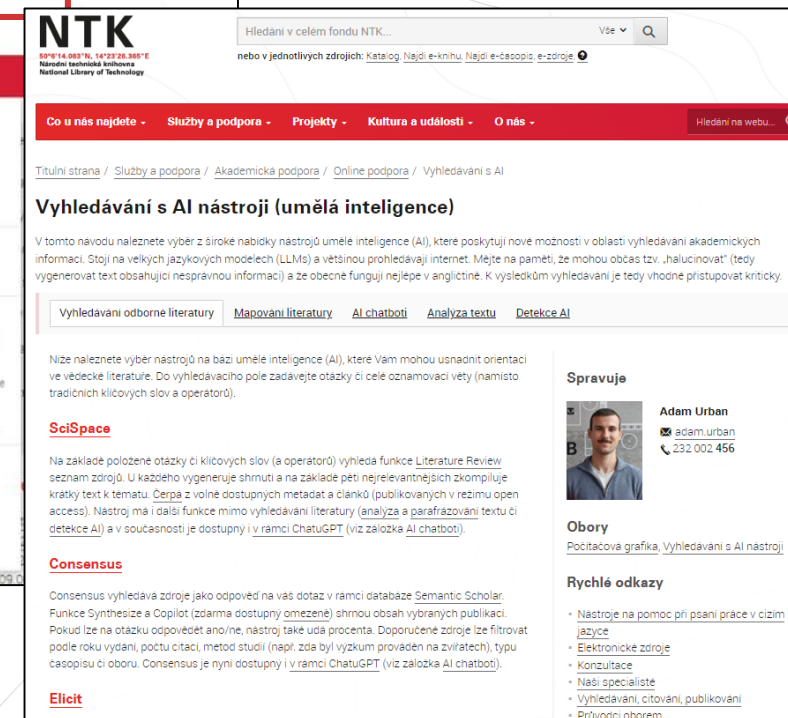 NTK
50°6'14.083"N, 14°23'26.365"E
Národní technická knihovna
National Library of Technology
Hledání v celém fondu NTK...
Vše
nebo v jednotlivých zdrojích: Katalog, Najdi e-knihu, Najdi e-časopis, e-zdroje
Co u nás najdete
Služby a podpora
Projekty
Kultura a události
O nás
Hledání na webu...
Titulní strana / Služby a podpora / Akademická podpora / Online podpora / Vyhledávání s AI
Vyhledávání s AI nástroji (umělá inteligence)
V tomto návodu naleznete výběr z široké nabídky nástrojů umělé inteligence (AI), které poskytují nové možnosti v oblasti vyhledávání akademických
informací. Stojí na velkých jazykových modelech (LLMs) a většinou prohledávají internet. Mějte na paměti, že mohou občas tzv. „halucinovat" (tedy
vygenerovat text obsahující nesprávnou informaci) a že obecně fungují nejlépe v angličtině. K výsledkům vyhledávání je tedy vhodné přistupovat kriticky.
Vyhledávání odborné literatury
Mapování literatury
AI chatboti
Analýza textu
Detekce AI
Níže naleznete výběr nástrojů na bázi umělé inteligence (AI), které Vám mohou usnadnit orientaci
ve vědecké literatuře. Do vyhledávacího pole zadávejte otázky či celé oznamovací věty (namísto
tradičních klíčových slov a operátorů).
SciSpace
Na základě položené otázky či klíčových slov (a operátorů) vyhledá funkce Literature Review
seznam zdrojů. U každého vygeneruje shrnutí a na základě pěti nejrelevantnějších zkompiluje
krátký text k tématu. Čerpá z volně dostupných metadat a článků (publikovaných v režimu open
access). Nástroj má i další funkce mimo vyhledávání literatury (analýza a parafrázování textu či
detekce AI) a v současnosti je dostupný i v rámci ChatuGPT (viz záložka AI chatboti).
Consensus
Consensus vyhledává zdroje jako odpověď na váš dotaz v rámci databáze Semantic Scholar.
Funkce Synthesize a Copilot (zdarma dostupný omezeně) shrnou obsah vybraných publikací.
Pokud lze na otázku odpovědět ano/ne, nástroj také udá procenta. Doporučené zdroje lze filtrovat
podle roku vydání, počtu citací, metod studií (např. zda byl výzkum prováděn na zvířatech), typu
časopisu či oboru. Consensus je nyní dostupný i v rámci ChatuGPT (viz záložka AI chatboti).
Elicit
Spravuje
Adam Urban
adam.urban
232 002 456
Obory
Počítačová grafika, Vyhledávání s AI nástroji
Rychlé odkazy
Nástroje na pomoc při psaní práce v cizím
jazyce
Elektronické zdroje
Konzultace
Naši specialisté
Vyhledávání, citování, publikování
Průvodci oborem